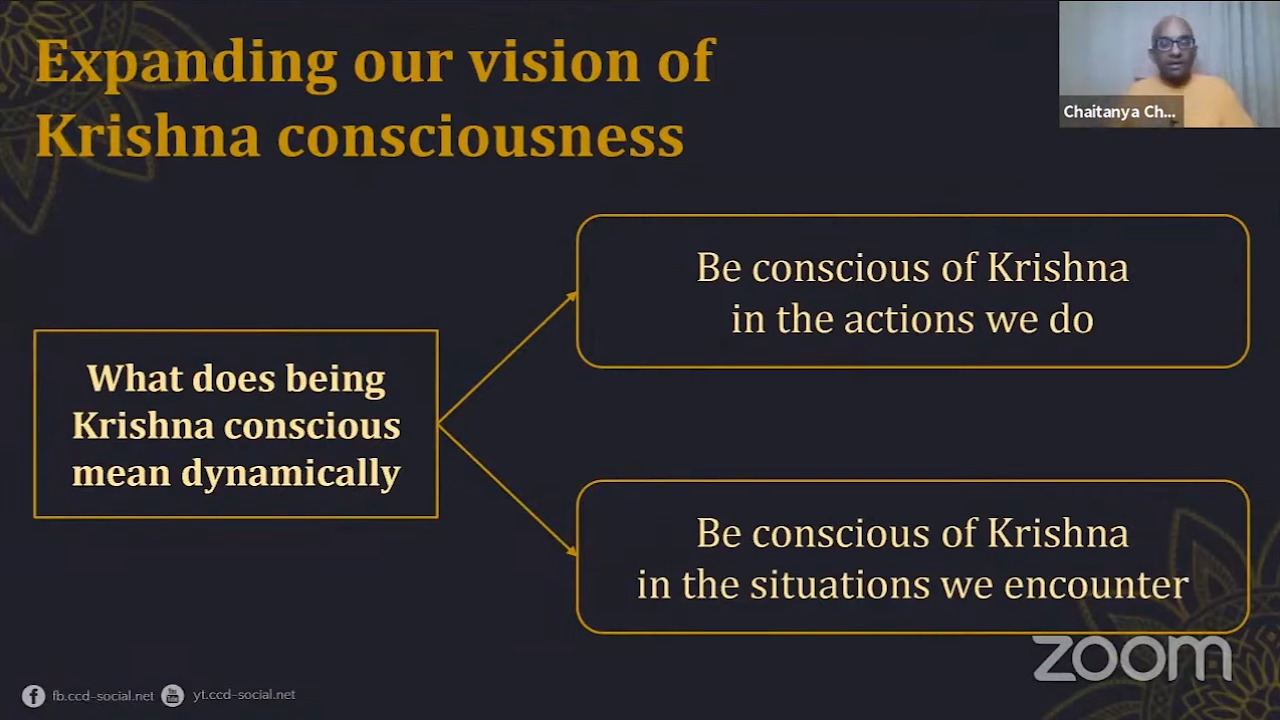 Expanding our vision of
Krishna consciousness
Chaitanya Ch...
Be conscious of Krishna
in the actions we do
What does being
Krishna conscious
mean dynamically
Be conscious of Krishna
in the situations we encounter
zoom
fb.ccd-social.net
You Tube
yt.ccd-social.net